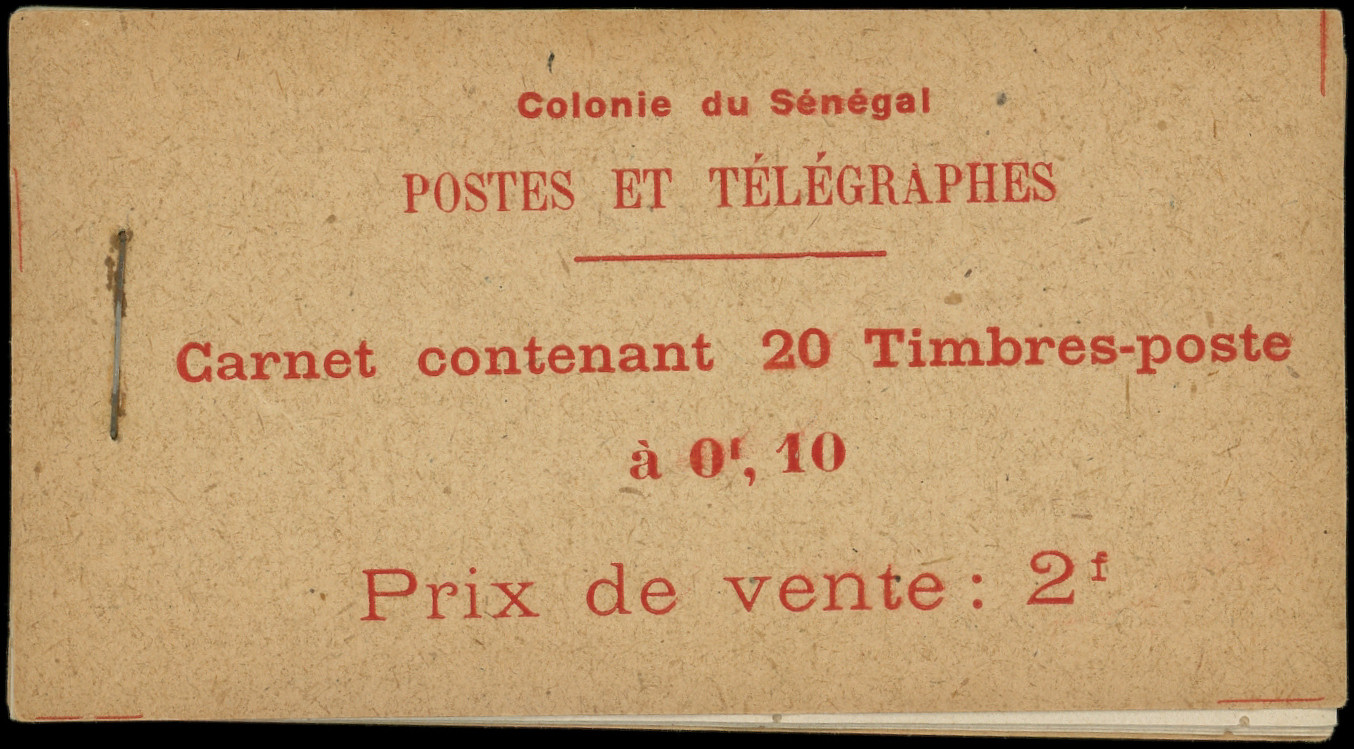 Colonie du Sénégal
POSTES ET TÉLÉGRAPHES
Carnet contenant 20 Timbres-poste
à 0ᶠ, 10
Prix de vente : 2ᶠ